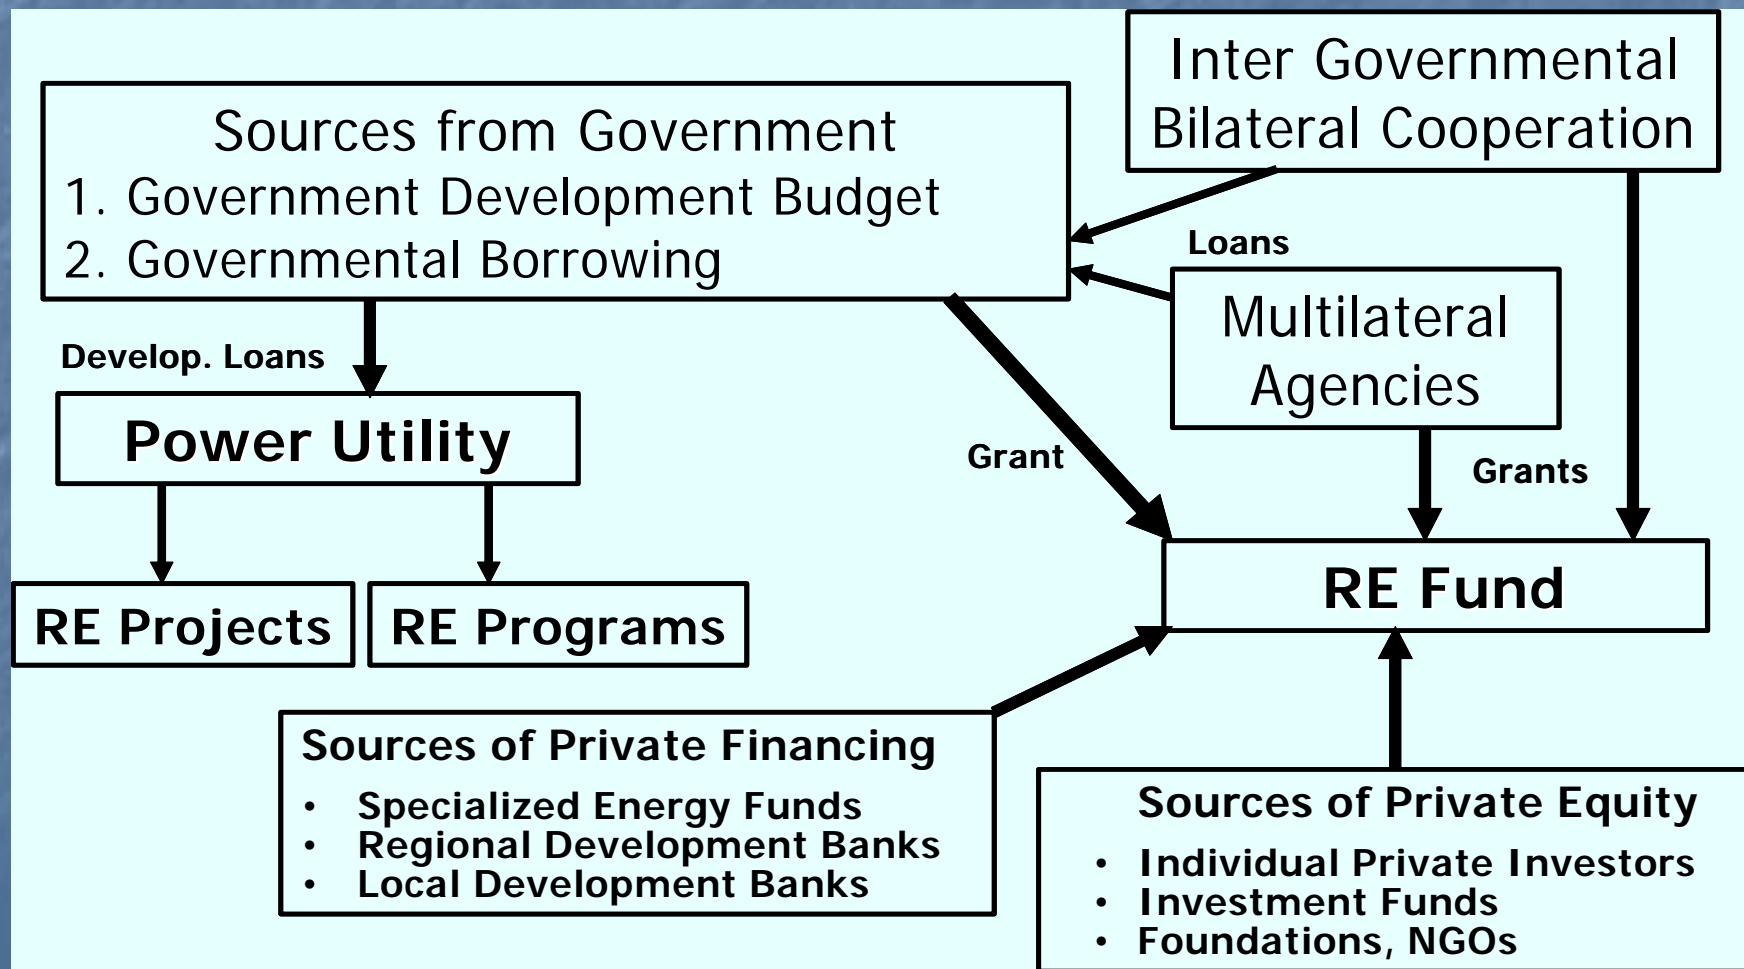 Inter Governmental
Bilateral Cooperation
Sources from Government
1. Government Development Budget
2. Governmental Borrowing
Loans
Multilateral
Agencies
Develop. Loans
Power Utility
Grant
Grants
RE Fund
RE Projects
RE Programs
Sources of Private Financing
• Specialized Energy Funds
• Regional Development Banks
• Local Development Banks
Sources of Private Equity
• Individual Private Investors
• Investment Funds
• Foundations, NGOs